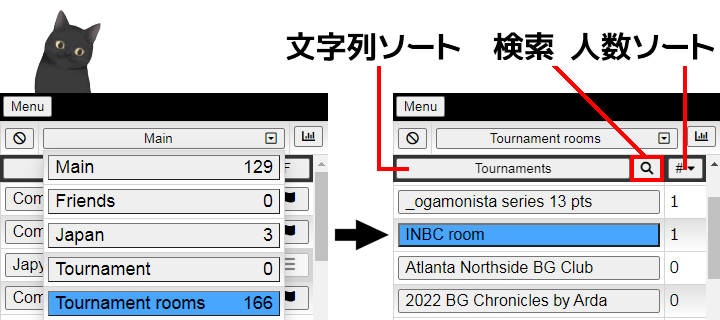 文字列ソート 検索 人数ソート
Menu
Main
Main 129
Friends 0
Japan 3
Tournament 0
Tournament rooms 166
Com
Com
Japy
Com
Menu
Tournament rooms
Tournaments #
_ogamonista series 13 pts 1
INBC room 1
Atlanta Northside BG Club 0
2022 BG Chronicles by Arda 0